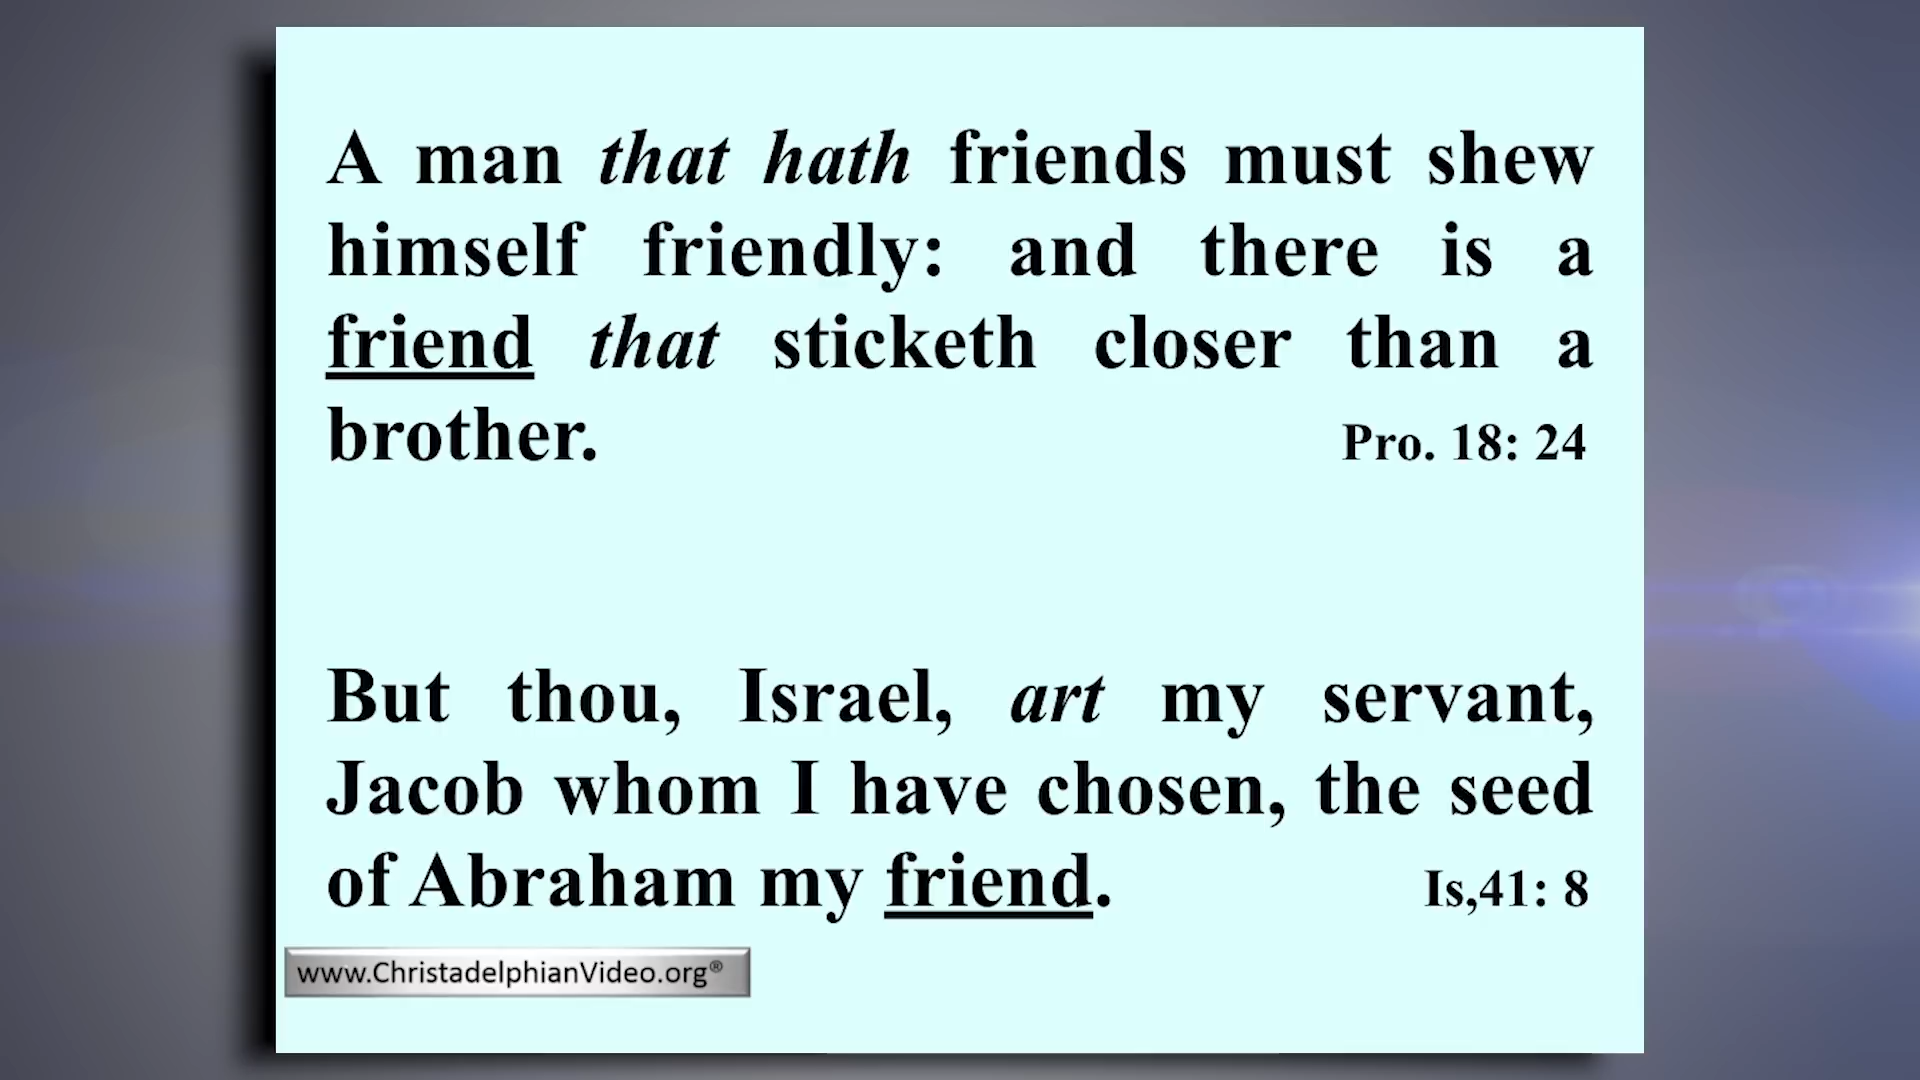 A man that hath friends must shew
himself friendly: and there is a
friend that sticketh closer than a
brother. Pro. 18: 24
But thou, Israel, art my servant,
Jacob whom I have chosen, the seed
of Abraham my friend. Is,41: 8
www.ChristadelphianVideo.org®